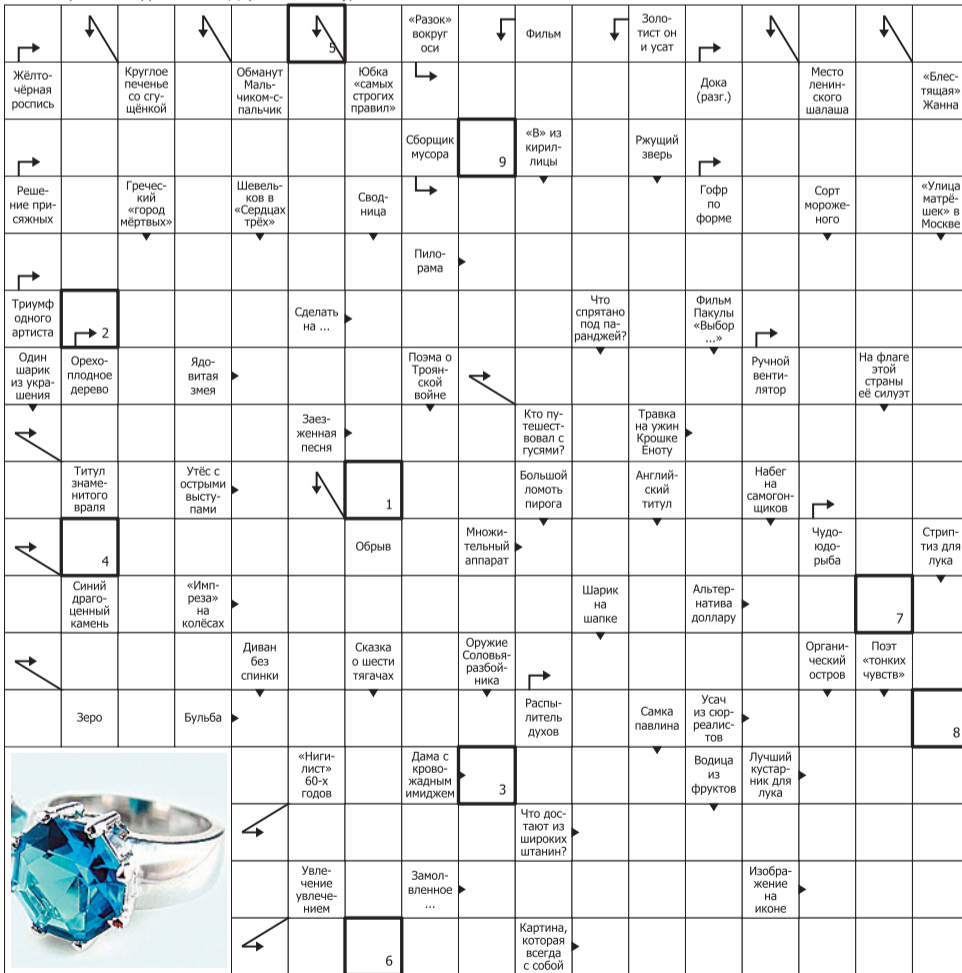 5
«Разок»
вокруг
оси
Фильм
Золо-
тист он
и усат
Жёлто-
чёрная
роспись
Круглое
печенье
со сгу-
щёнкой
Обманут
Маль-
чиком-с-
пальчик
Юбка
«самых
строгих
правил»
Дока
(разг.)
Место
ленин-
ского
шалаша
«Блес-
тящая»
Жанна
Сборщик
мусора
9
«В» из
кирил-
лицы
Ржущий
зверь
Реше-
ние при-
сяжных
Гречес-
кий
«город
мёртвых»
Шевель-
ков в
«Сердцах
трёх»
Свод-
ница
Гофр
по
форме
Сорт
мороже-
ного
«Улица
матрё-
шек» в
Москве
Пило-
рама
Триумф
одного
артиста
2
Сделать
на ...
Что
спрятано
под па-
ранджей?
Фильм
Пакулы
«Выбор
...»
Один
шарик
из укра-
шения
Орехо-
плодное
дерево
Ядо-
витая
змея
Поэма о
Троян-
ской
войне
Ручной
венти-
лятор
На флаге
этой
страны
её силуэт
Заез-
женная
песня
Кто пу-
тешест-
вовал с
гусями?
Травка
на ужин
Крошке
Еноту
Титул
знаме-
нитого
враля
Утёс с
острыми
высту-
пами
1
Большой
ломоть
пирога
Англий-
ский
титул
Набег
на
самогон-
щиков
4
Обрыв
Множи-
тельный
аппарат
Чудо-
юдо-
рыба
Стрип-
тиз для
лука
Синий
драго-
ценный
камень
«Имп-
реза»
на
колёсах
Шарик
на
шапке
Альтер-
натива
доллару
7
Диван
без
спинки
Сказка
о шести
тягачах
Оружие
Соловья-
разбой-
ника
Органи-
ческий
остров
Поэт
«тонких
чувств»
Зеро
Бульба
Распы-
литель
духов
Самка
павлина
Усач
из сюр-
реалис-
тов
8
«Ниги-
лист»
60-х
годов
Дама с
крово-
жадным
имиджем
3
Водица
из
фруктов
Лучший
кустар-
ник для
лука
Что дос-
тают из
широких
штанин?
Увле-
чение
увлече-
нием
Замол-
вленное
...
Изобра-
жение
на
иконе
6
Картина,
которая
всегда
с собой